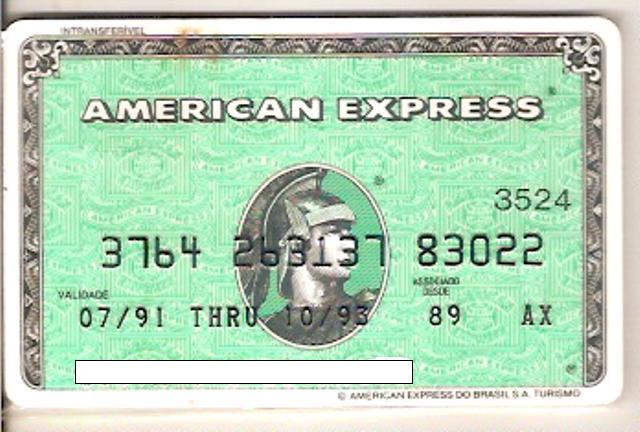 INTRANSFERÍVEL
AMERICAN EXPRESS®
®
3524
3764 263137 83022
VALIDADE
ASSOCIADO DESDE
07/91 THRU 10/93 89 AX
®
© AMERICAN EXPRESS DO BRASIL S.A. TURISMO